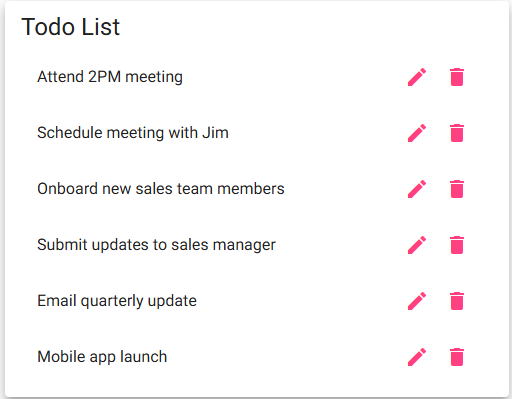 Todo List
Attend 2PM meeting
Schedule meeting with Jim
Onboard new sales team members
Submit updates to sales manager
Email quarterly update
Mobile app launch